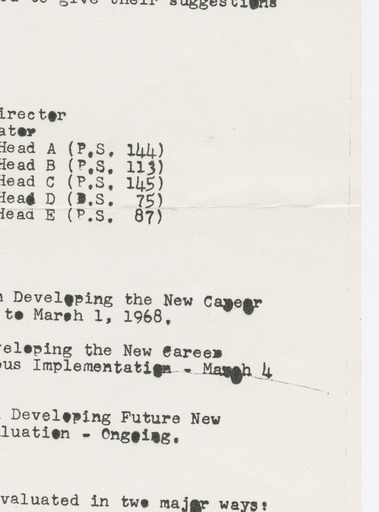 to give their suggestions
irector
ator
Head A (P.S. 144)
Head B (P.S. 113)
Head C (P.S. 145)
Head D (P.S. 75)
Head E (P.S. 87)
n Developing the New Career
to March 1, 1968.
veloping the New Career
ous Implementation - March 4
Developing Future New
luation - Ongoing.
valuated in two major ways: